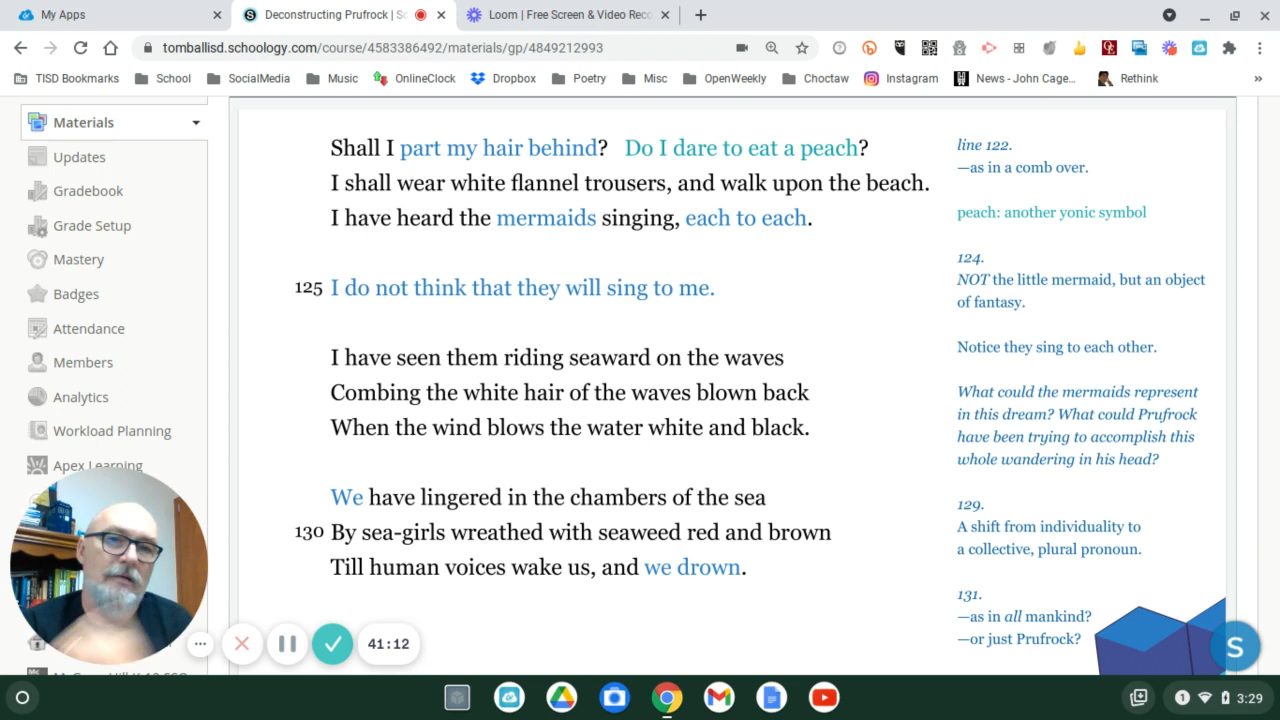 My Apps
Deconstructing Prufrock | Sc
Loom | Free Screen & Video Reco
tomballisd.schoology.com/course/4583386492/materials/gp/4849212993
TISD Bookmarks School SocialMedia Music OnlineClock Dropbox Poetry Misc OpenWeekly Choctaw Instagram News - John Cage... Rethink »
Materials
Updates
Gradebook
Grade Setup
Mastery
Badges
Attendance
Members
Analytics
Workload Planning
Apex Learning
Shall I part my hair behind? Do I dare to eat a peach?
I shall wear white flannel trousers, and walk upon the beach.
I have heard the mermaids singing, each to each.
125 I do not think that they will sing to me.
I have seen them riding seaward on the waves
Combing the white hair of the waves blown back
When the wind blows the water white and black.
We have lingered in the chambers of the sea
130 By sea-girls wreathed with seaweed red and brown
Till human voices wake us, and we drown.
line 122.
—as in a comb over.
peach: another yonic symbol
124.
NOT the little mermaid, but an object
of fantasy.
Notice they sing to each other.
What could the mermaids represent
in this dream? What could Prufrock
have been trying to accomplish this
whole wandering in his head?
129.
A shift from individuality to
a collective, plural pronoun.
131.
—as in all mankind?
—or just Prufrock?
41:12
S
1
3:29